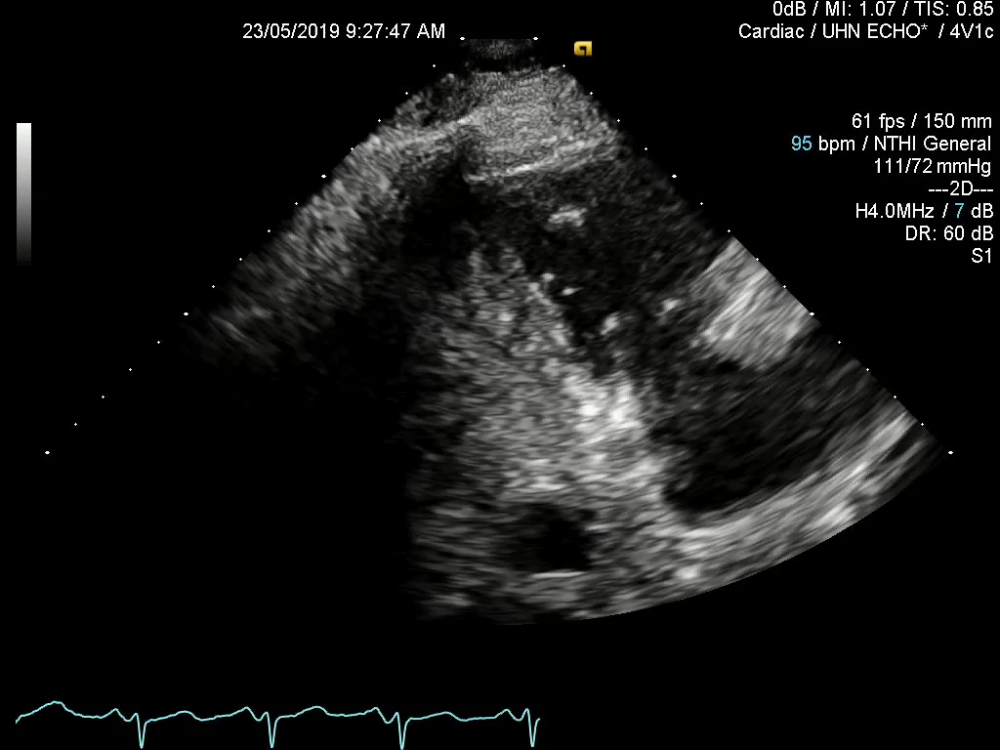 0dB / MI: 1.07 / TIS: 0.85
23/05/2019 9:27:47 AM
Cardiac / UHN ECHO* / 4V1c
61 fps / 150 mm
95 bpm / NTHI General
111/72 mmHg
---2D---
H4.0MHz / 7 dB
DR: 60 dB
S1